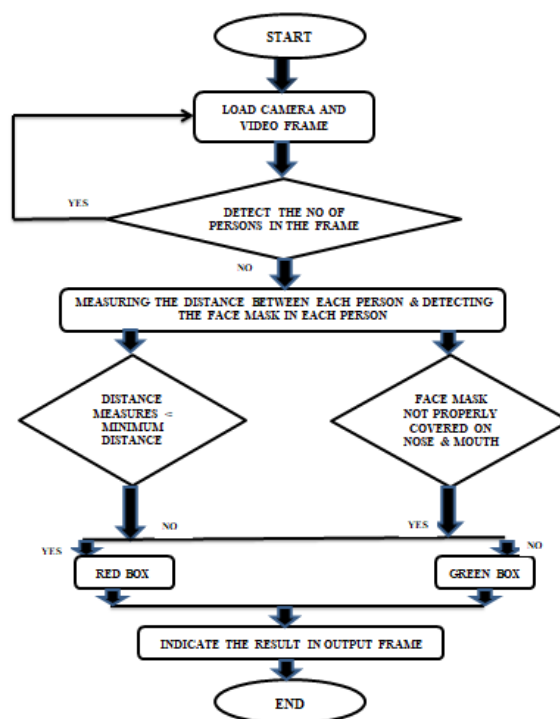 START
LOAD CAMERA AND
VIDEO FRAME
YES
DETECT THE NO OF
PERSONS IN THE FRAME
NO
MEASURING THE DISTANCE BETWEEN EACH PERSON & DETECTING
THE FACE MASK IN EACH PERSON
DISTANCE
MEASURES <
MINIMUM
DISTANCE
FACE MASK
NOT PROPERLY
COVERED ON
NOSE & MOUTH
NO
YES
YES
NO
RED BOX
GREEN BOX
INDICATE THE RESULT IN OUTPUT FRAME
END